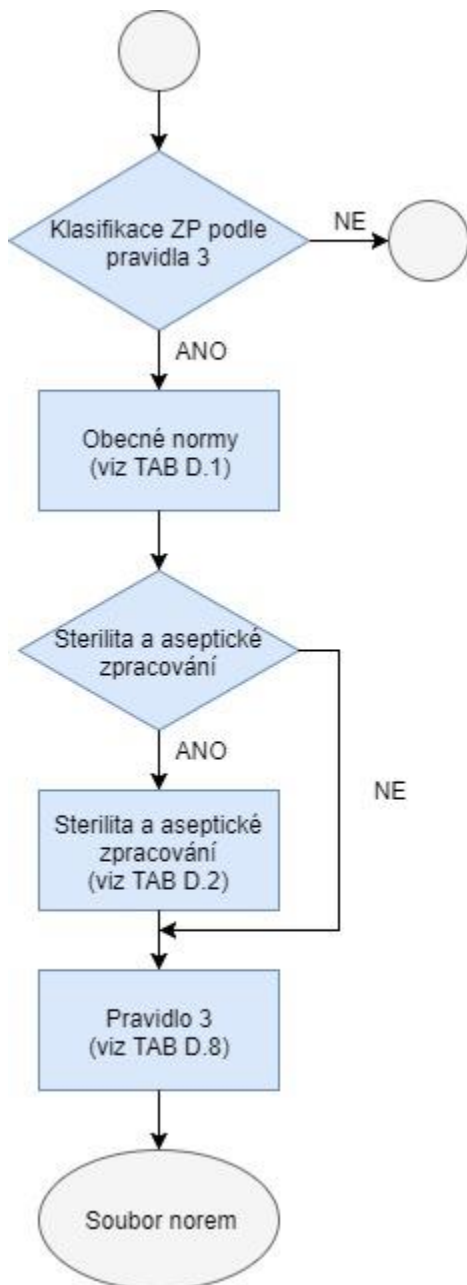 Klasifikace ZP podle
pravidla 3
NE
ANO
Obecné normy
(viz TAB D.1)
Sterilita a aseptické
zpracování
ANO
NE
Sterilita a aseptické
zpracování
(viz TAB D.2)
Pravidlo 3
(viz TAB D.8)
Soubor norem